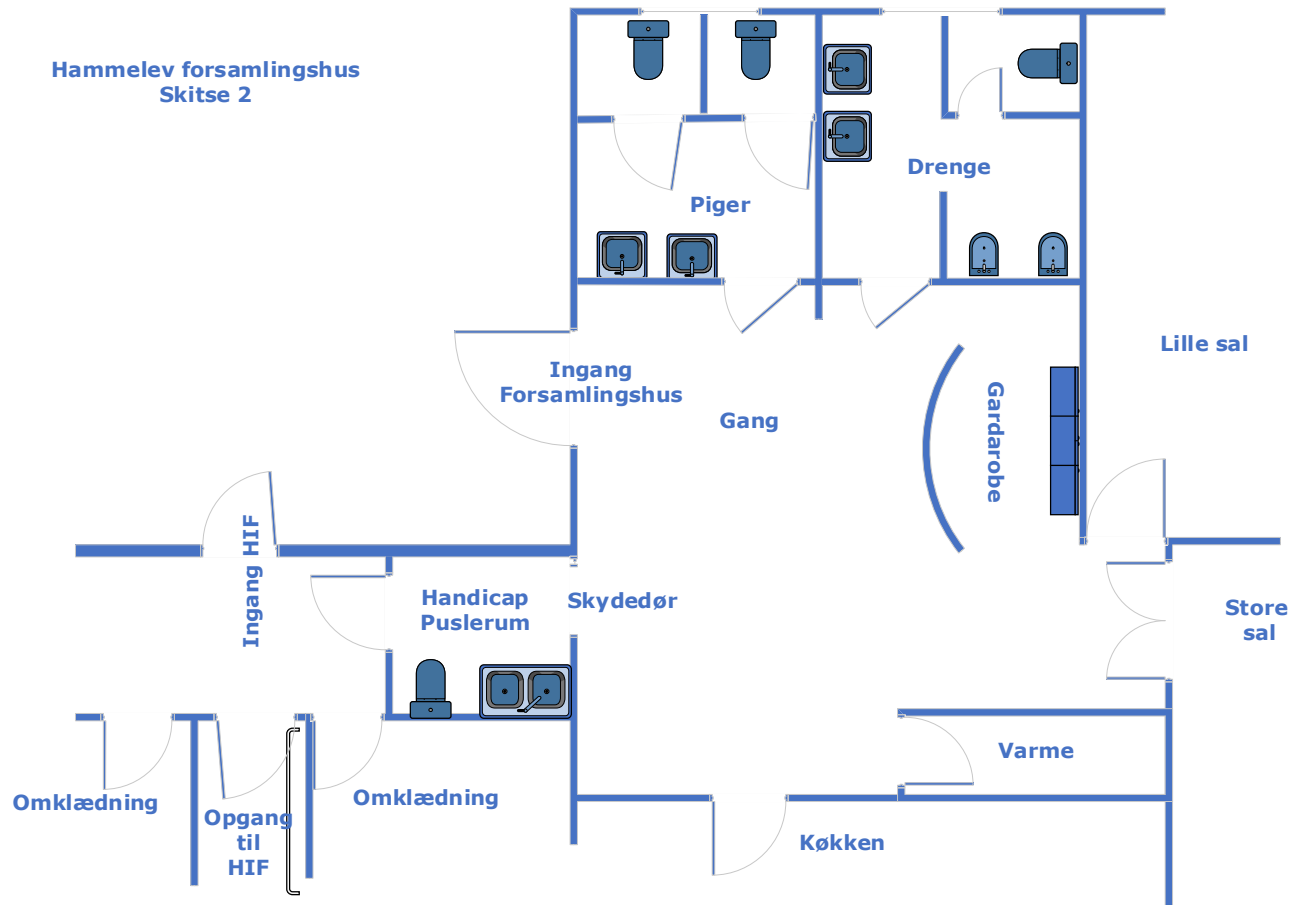 Hammelev forsamlingshus
Skitse 2
Drenge
Piger
Lille sal
Ingang
Forsamlingshus
Gang
Gardarobe
Ingang HIF
Handicap
Puslerum
Skydedør
Store
sal
Varme
Omklædning
Omklædning
Opgang
til
HIF
Køkken